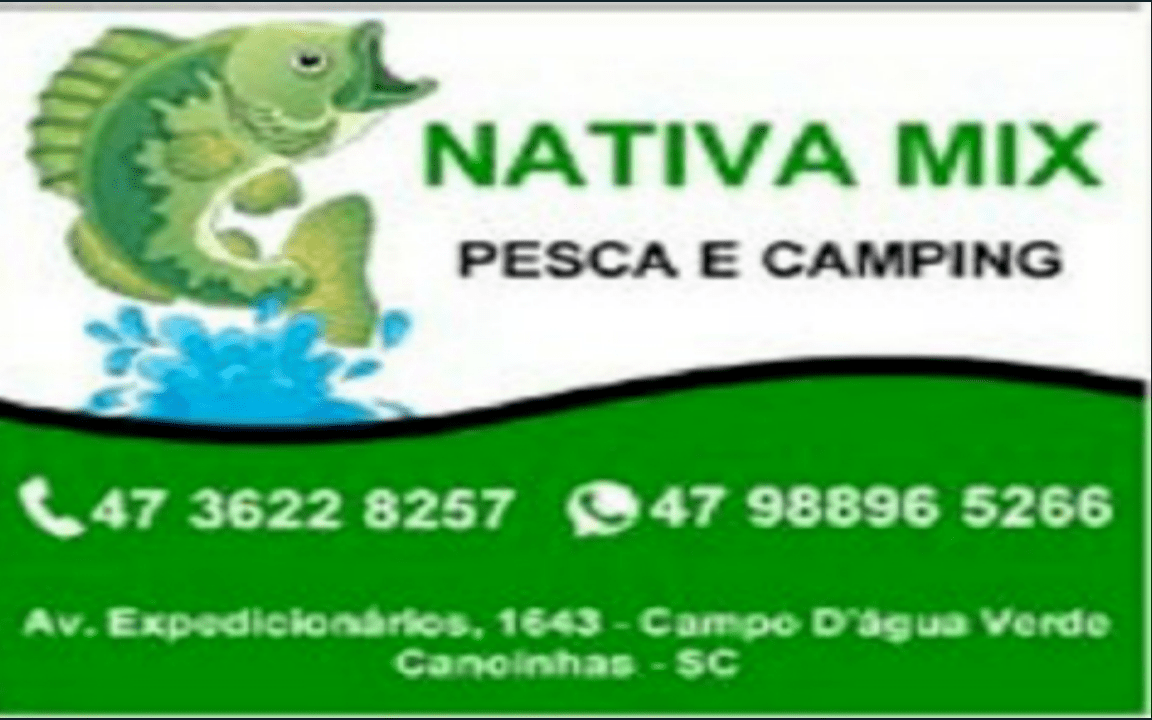 NATIVA MIX
PESCA E CAMPING
47 3622 8257 47 98896 5266
Av. Expedicionários, 1643 - Campo D'água Verde
Canoinhas - SC